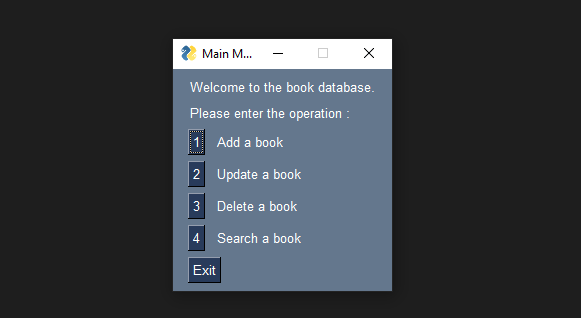 Main M...
Welcome to the book database.
Please enter the operation :
1 Add a book
2 Update a book
3 Delete a book
4 Search a book
Exit